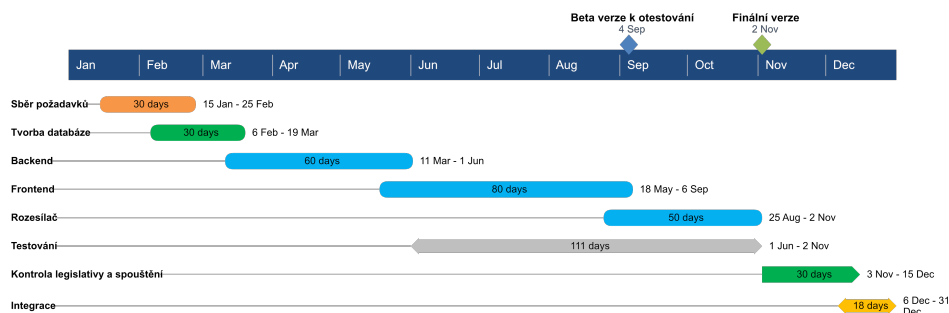 Beta verze k otestování
4 Sep
Finální verze
2 Nov
Jan Feb Mar Apr May Jun Jul Aug Sep Oct Nov Dec
Sběr požadavků 30 days 15 Jan - 25 Feb
Tvorba databáze 30 days 6 Feb - 19 Mar
Backend 60 days 11 Mar - 1 Jun
Frontend 80 days 18 May - 6 Sep
Rozesílač 50 days 25 Aug - 2 Nov
Testování 111 days 1 Jun - 2 Nov
Kontrola legislativy a spouštění 30 days 3 Nov - 15 Dec
Integrace 18 days 6 Dec - 31
Dec